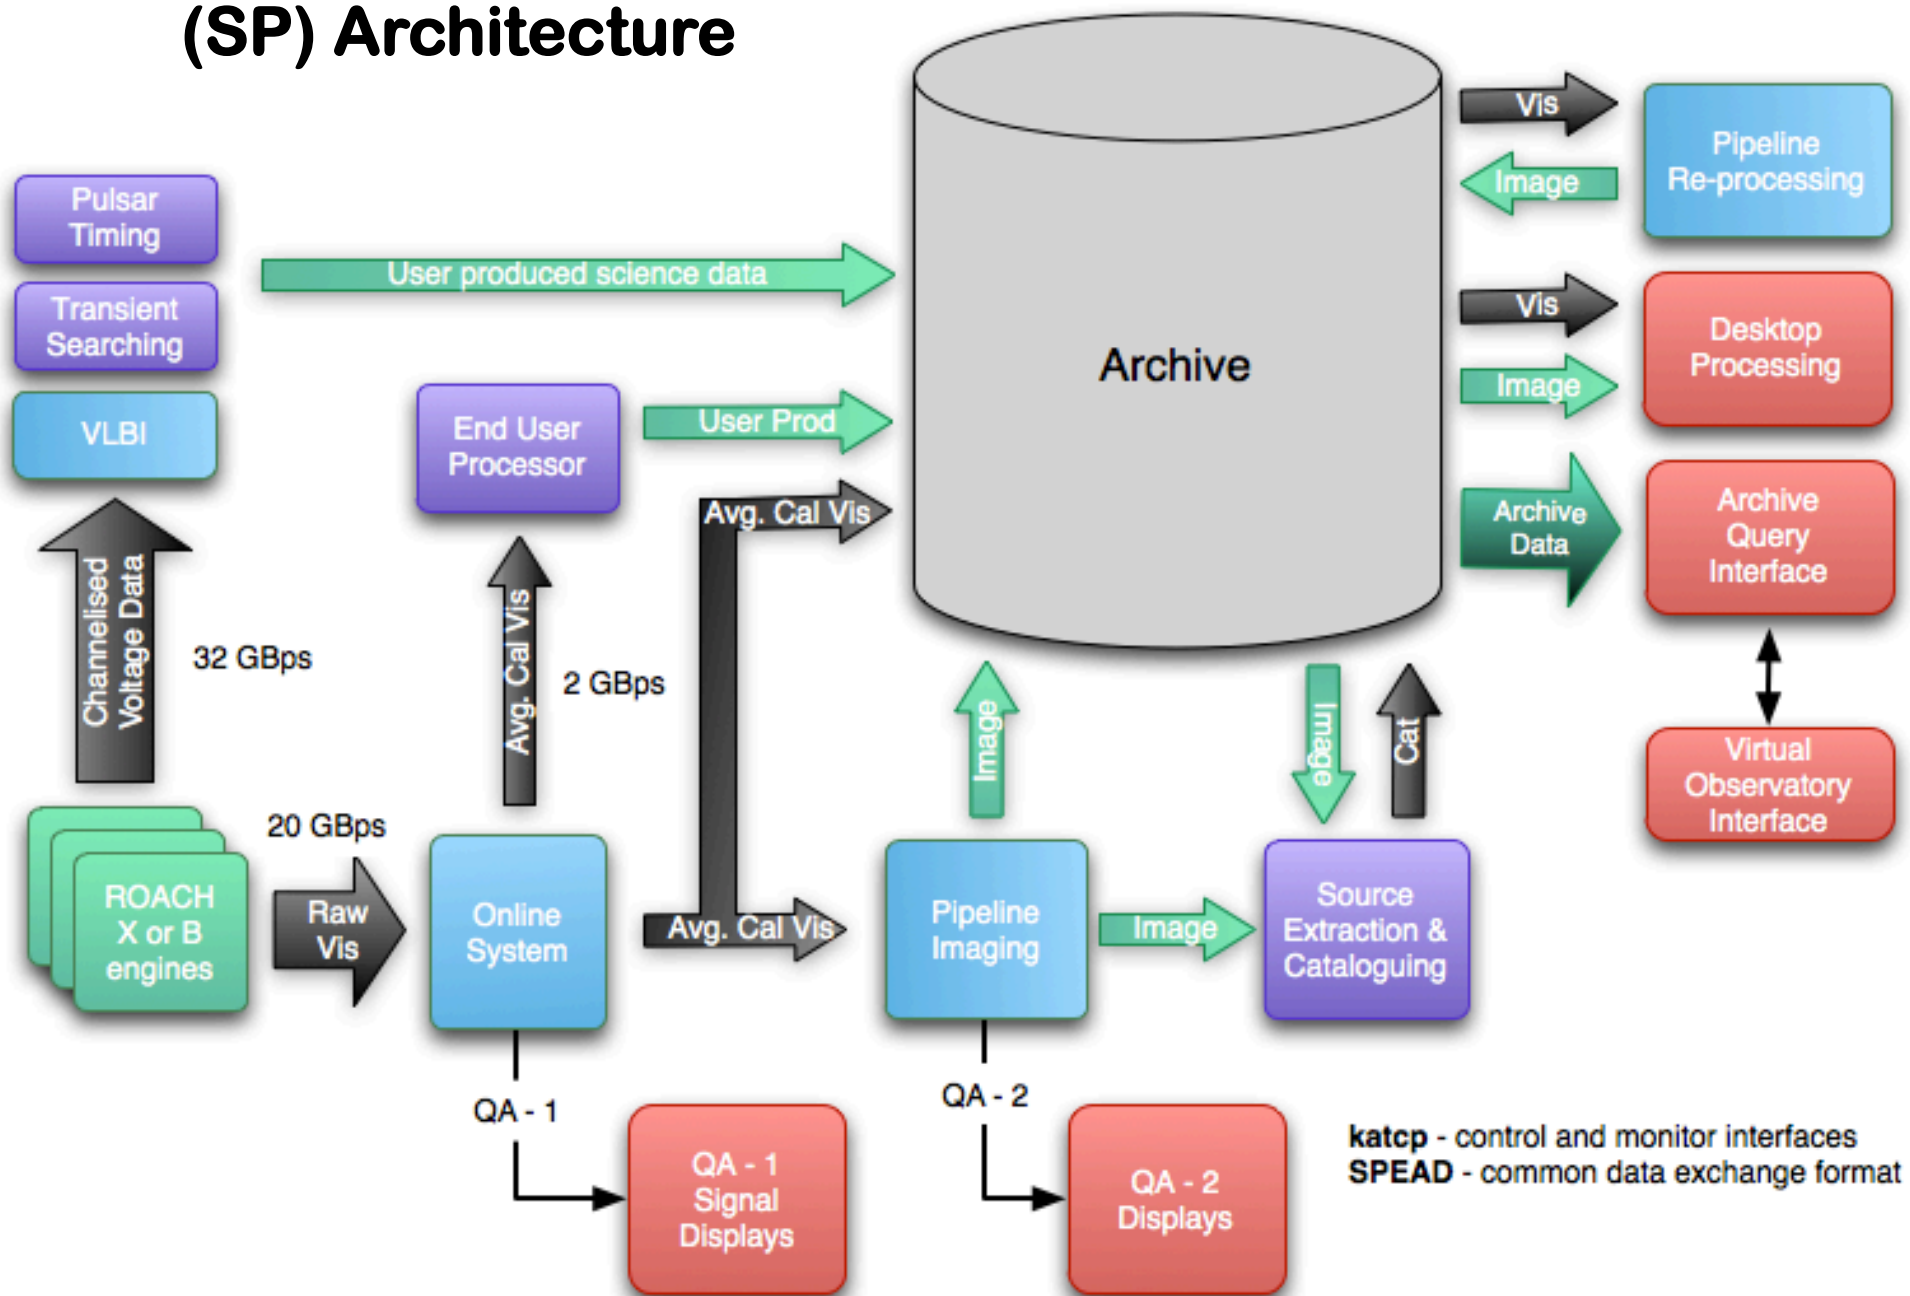 (SP) Architecture
Pulsar
Timing
Transient
Searching
VLBI
User produced science data
End User
Processor
User Prod
Avg. Cal Vis
Archive
Vis
Image
Pipeline
Re-processing
Vis
Image
Desktop
Processing
Archive
Data
Archive
Query
Interface
Virtual
Observatory
Interface
Channelised
Voltage Data
32 GBps
Avg. Cal Vis
2 GBps
Image
Image
Cat
20 GBps
ROACH
X or B
engines
Raw
Vis
Online
System
Avg. Cal Vis
Pipeline
Imaging
Image
Source
Extraction &
Cataloguing
QA - 1
QA - 1
Signal
Displays
QA - 2
QA - 2
Displays
katcp - control and monitor interfaces
SPEAD - common data exchange format